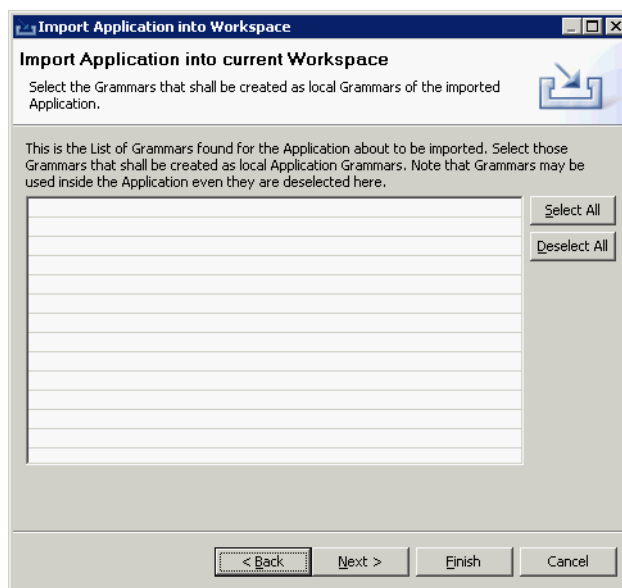 Import Application into Workspace
Import Application into current Workspace
Select the Grammars that shall be created as local Grammars of the imported
Application.
This is the List of Grammars found for the Application about to be imported. Select those
Grammars that shall be created as local Application Grammars. Note that Grammars may be
used inside the Application even they are deselected here.
Select All
Deselect All
< Back
Next >
Finish
Cancel